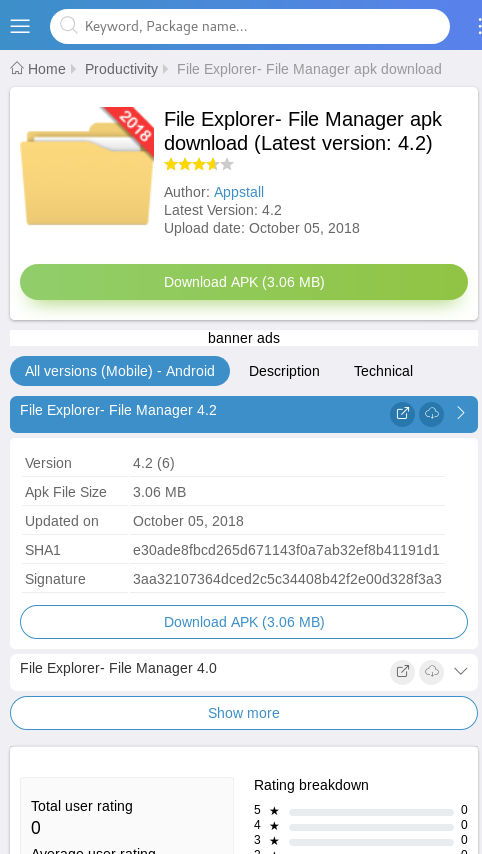 Keyword, Package name...
Home Productivity File Explorer- File Manager apk download
2018
File Explorer- File Manager apk
download (Latest version: 4.2)
Author: Appstall
Latest Version: 4.2
Upload date: October 05, 2018
Download APK (3.06 MB)
banner ads
All versions (Mobile) - Android Description Technical
File Explorer- File Manager 4.2
Version 4.2 (6)
Apk File Size 3.06 MB
Updated on October 05, 2018
SHA1 e30ade8fbcd265d671143f0a7ab32ef8b41191d1
Signature 3aa32107364dced2c5c34408b42f2e00d328f3a3
Download APK (3.06 MB)
File Explorer- File Manager 4.0
Show more
Total user rating
0
Average user rating
Rating breakdown
5 ★ 0
4 ★ 0
3 ★ 0